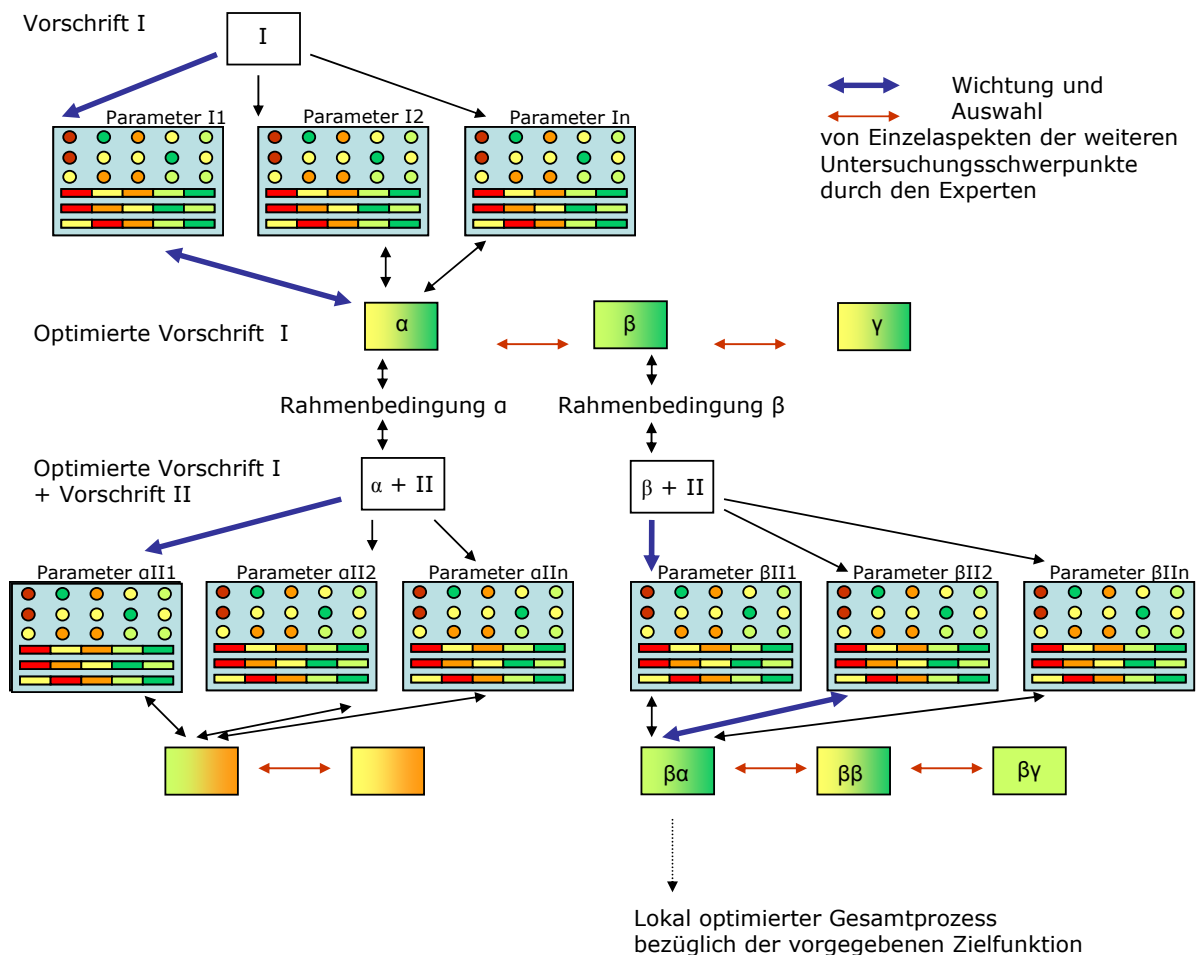 Vorschrift I
I
Wichtung und
Auswahl
von Einzelaspekten der weiteren
Untersuchungsschwerpunkte
durch den Experten
Parameter I1
Parameter I2
Parameter In
Optimierte Vorschrift I
α
β
γ
Rahmenbedingung α
Rahmenbedingung β
Optimierte Vorschrift I
+ Vorschrift II
α + II
β + II
Parameter αII1
Parameter αII2
Parameter αIIn
Parameter βII1
Parameter βII2
Parameter βIIn
βα
ββ
βγ
Lokal optimierter Gesamtprozess
bezüglich der vorgegebenen Zielfunktion